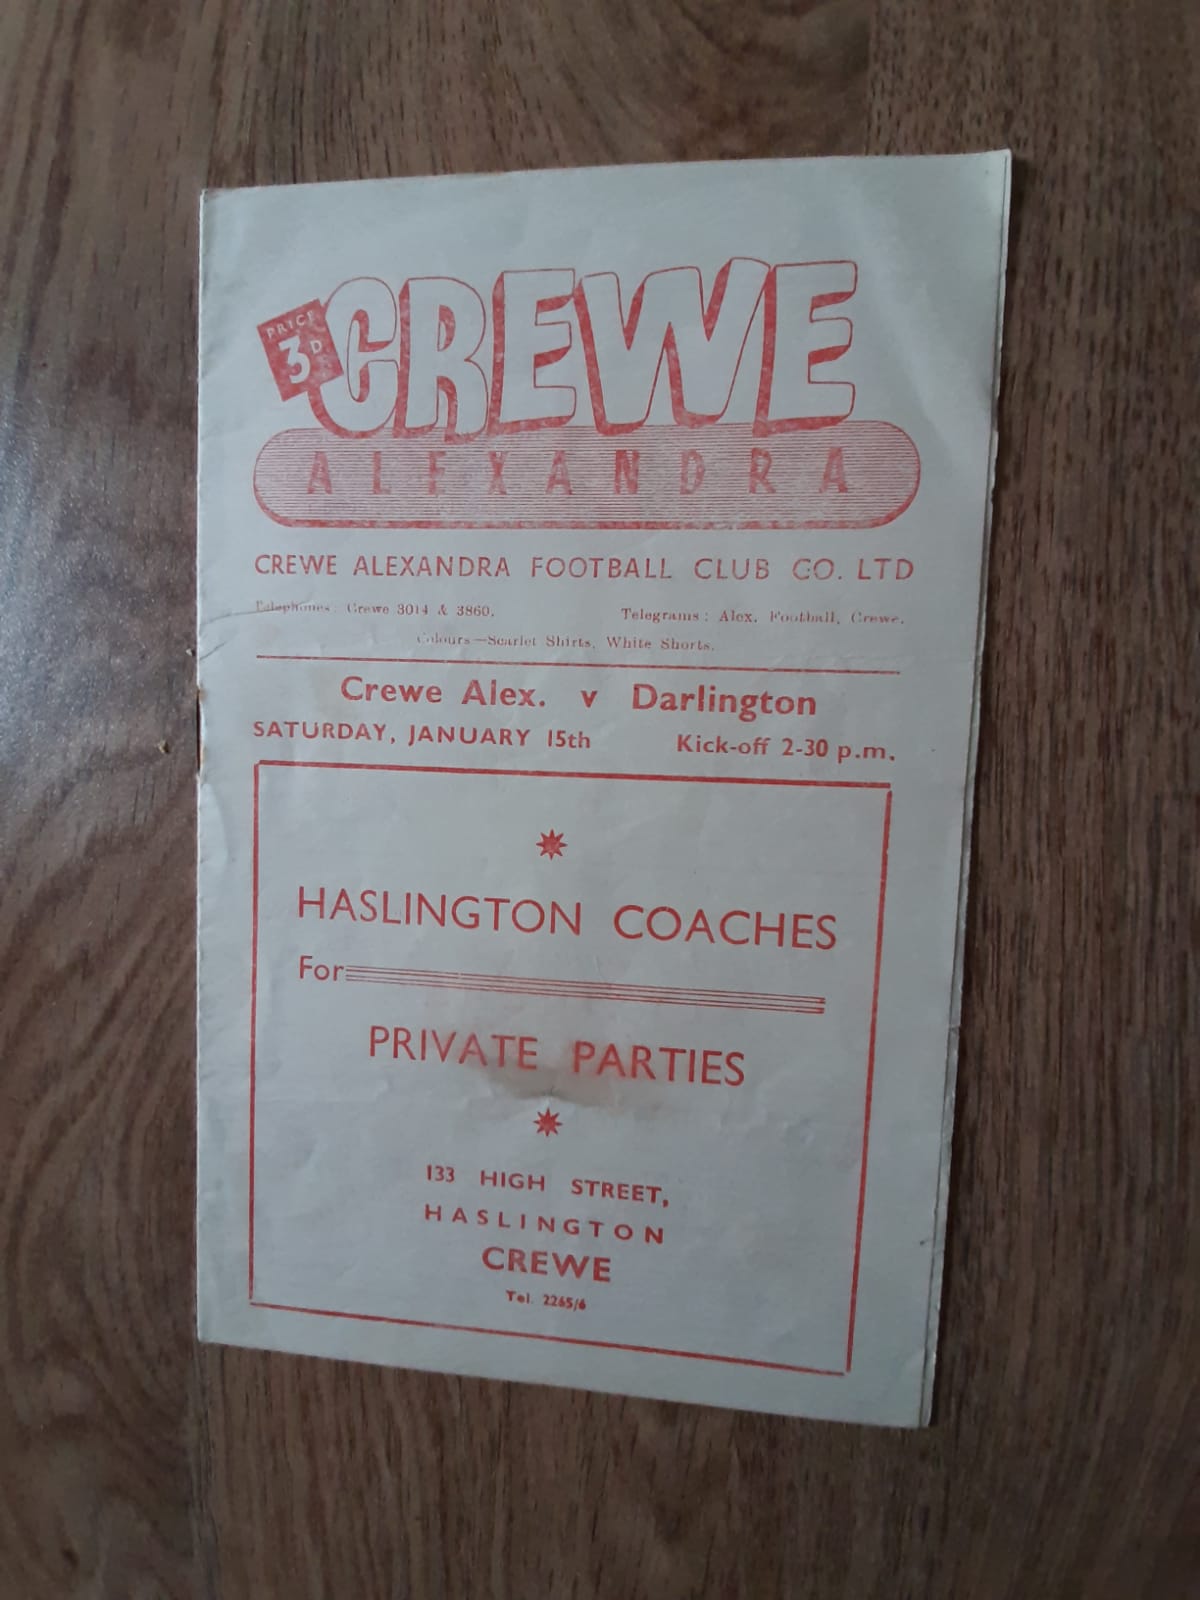 PRICE
3D
CREWE
ALEXANDRA
CREWE ALEXANDRA FOOTBALL CLUB CO. LTD
Telephones: Crewe 3014 & 3860. Telegrams: Alex. Football, Crewe.
Colours—Scarlet Shirts, White Shorts.
Crewe Alex. v Darlington
SATURDAY, JANUARY 15th Kick-off 2-30 p.m.
HASLINGTON COACHES
For
PRIVATE PARTIES
133 HIGH STREET,
HASLINGTON
CREWE
Tel. 2265/6